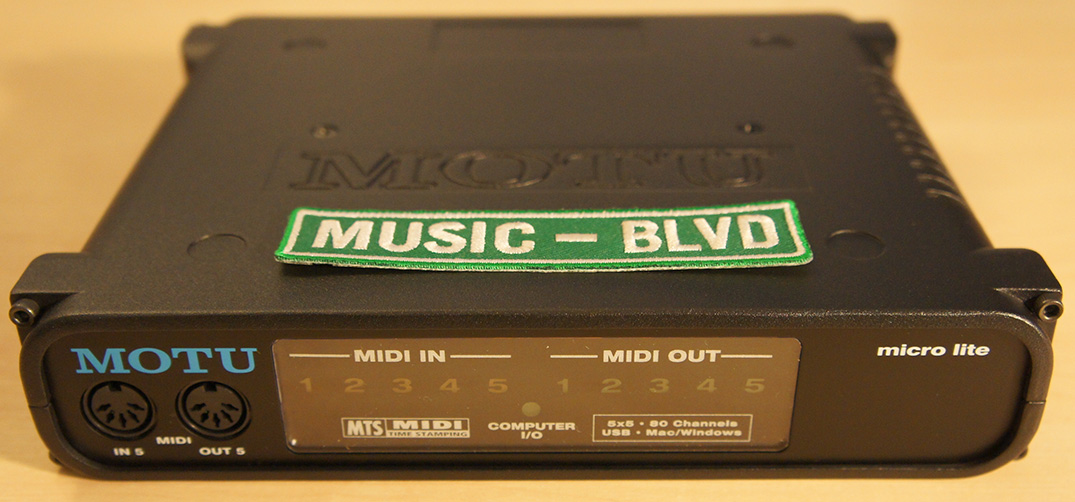 MOTU
MUSIC - BLVD
MOTU
MIDI IN
MIDI OUT
micro lite
1 2 3 4 5
1 2 3 4 5
MTS MIDI
TIME STAMPING
COMPUTER
I/O
5x5 • 80 Channels
USB • Mac/Windows
MIDI
IN 5
OUT 5